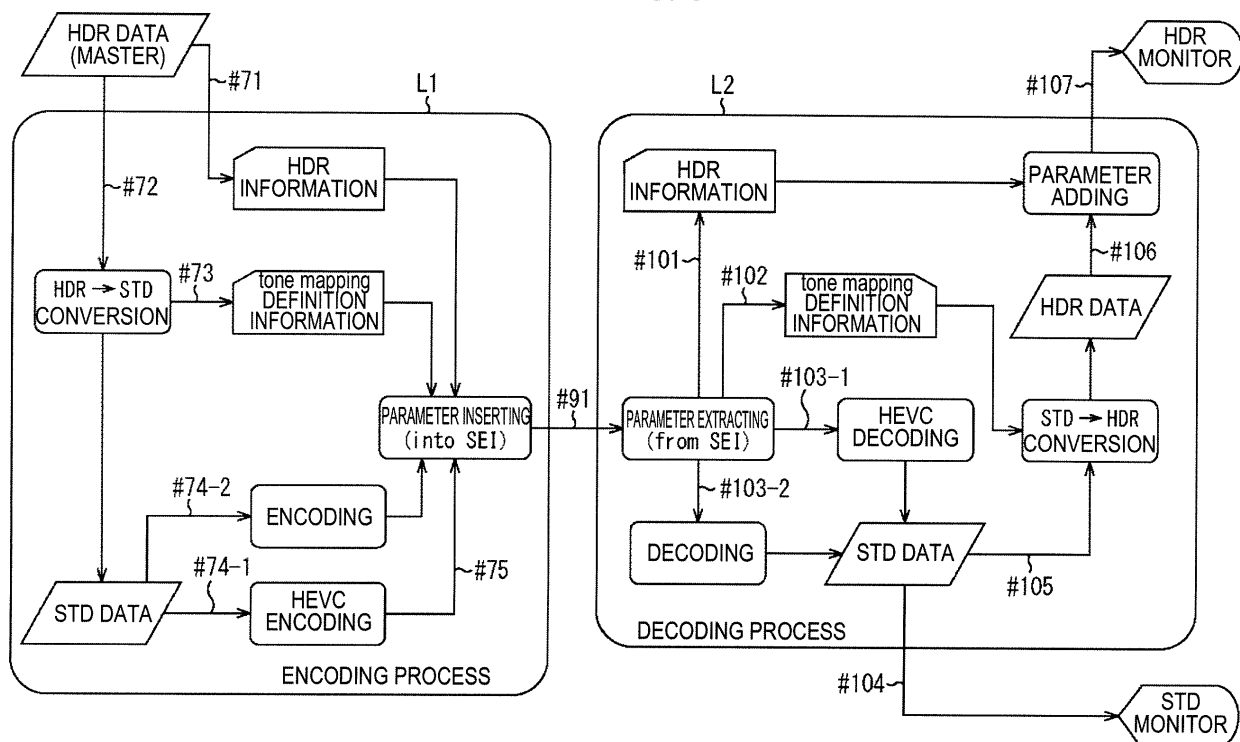 HDR DATA
(MASTER)
#71
L1
#72
HDR
INFORMATION
HDR → STD
CONVERSION
#73
tone mapping
DEFINITION
INFORMATION
PARAMETER INSERTING
(into SEI)
#74-2
ENCODING
#74-1
#75
STD DATA
HEVC
ENCODING
ENCODING PROCESS
#91
L2
HDR
INFORMATION
#107
HDR
MONITOR
PARAMETER
ADDING
#101
#102
tone mapping
DEFINITION
INFORMATION
#106
HDR DATA
#103-1
PARAMETER EXTRACTING
(from SEI)
HEVC
DECODING
STD → HDR
CONVERSION
#103-2
DECODING
STD DATA
#105
DECODING PROCESS
#104
STD
MONITOR